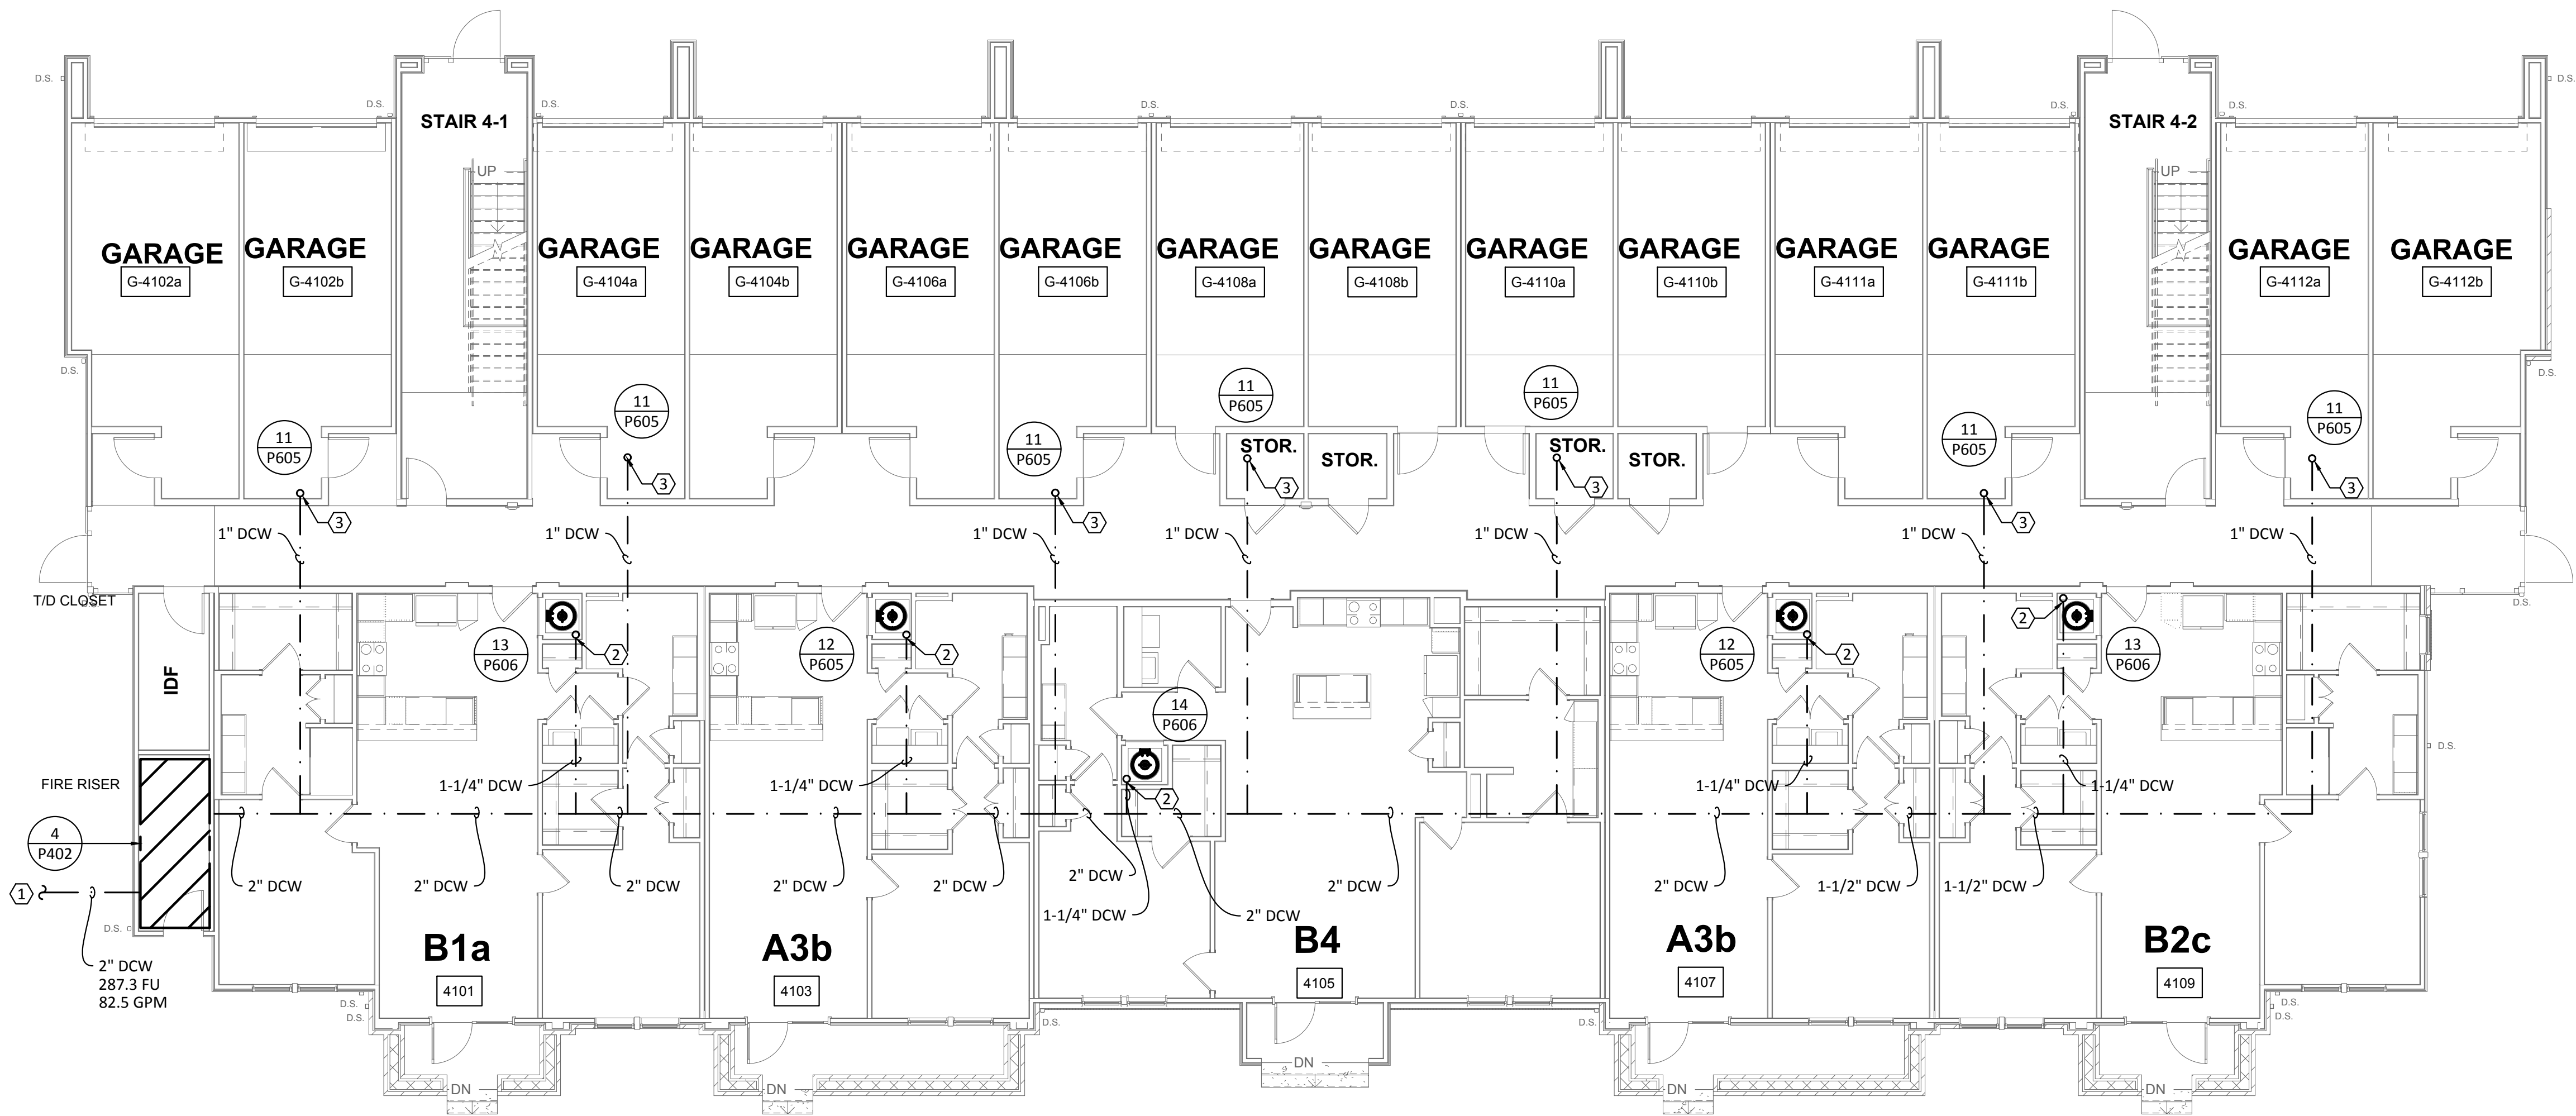 D.S.
D.S.
D.S.
D.S.
D.S.
D.S.
D.S.
D.S.
STAIR 4-1
STAIR 4-2
UP
UP
GARAGE
GARAGE
GARAGE
GARAGE
GARAGE
GARAGE
GARAGE
GARAGE
GARAGE
GARAGE
GARAGE
GARAGE
GARAGE
GARAGE
G-4102a
G-4102b
G-4104a
G-4104b
G-4106a
G-4106b
G-4108a
G-4108b
G-4110a
G-4110b
G-4111a
G-4111b
G-4112a
G-4112b
D.S.
D.S.
11
P605
11
P605
11
P605
11
P605
11
P605
11
P605
11
P605
STOR.
STOR.
STOR.
STOR.
3
3
3
3
3
3
3
1" DCW
1" DCW
1" DCW
1" DCW
1" DCW
1" DCW
1" DCW
T/D CLOSET
D.S.
D.S.
IDF
13
P606
2
12
P605
2
14
P606
2
12
P605
2
2
13
P606
D.S.
FIRE RISER
4
P402
1
1-1/4" DCW
1-1/4" DCW
1-1/4" DCW
1-1/4" DCW
2" DCW
2" DCW
2" DCW
2" DCW
2" DCW
2" DCW
1-1/4" DCW
2" DCW
2" DCW
2" DCW
1-1/2" DCW
1-1/2" DCW
D.S.
2" DCW
287.3 FU
82.5 GPM
B1a
4101
A3b
4103
B4
4105
A3b
4107
B2c
4109
D.S.
D.S.
D.S.
D.S.
D.S.
D.S.
DN
DN
DN
DN
DN